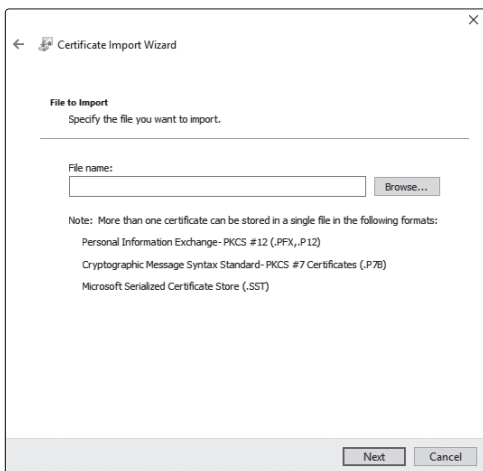 Certificate Import Wizard
File to Import
Specify the file you want to import.
File name:
Browse...
Note: More than one certificate can be stored in a single file in the following formats:
Personal Information Exchange- PKCS #12 (.PFX,.P12)
Cryptographic Message Syntax Standard- PKCS #7 Certificates (.P7B)
Microsoft Serialized Certificate Store (.SST)
Next Cancel